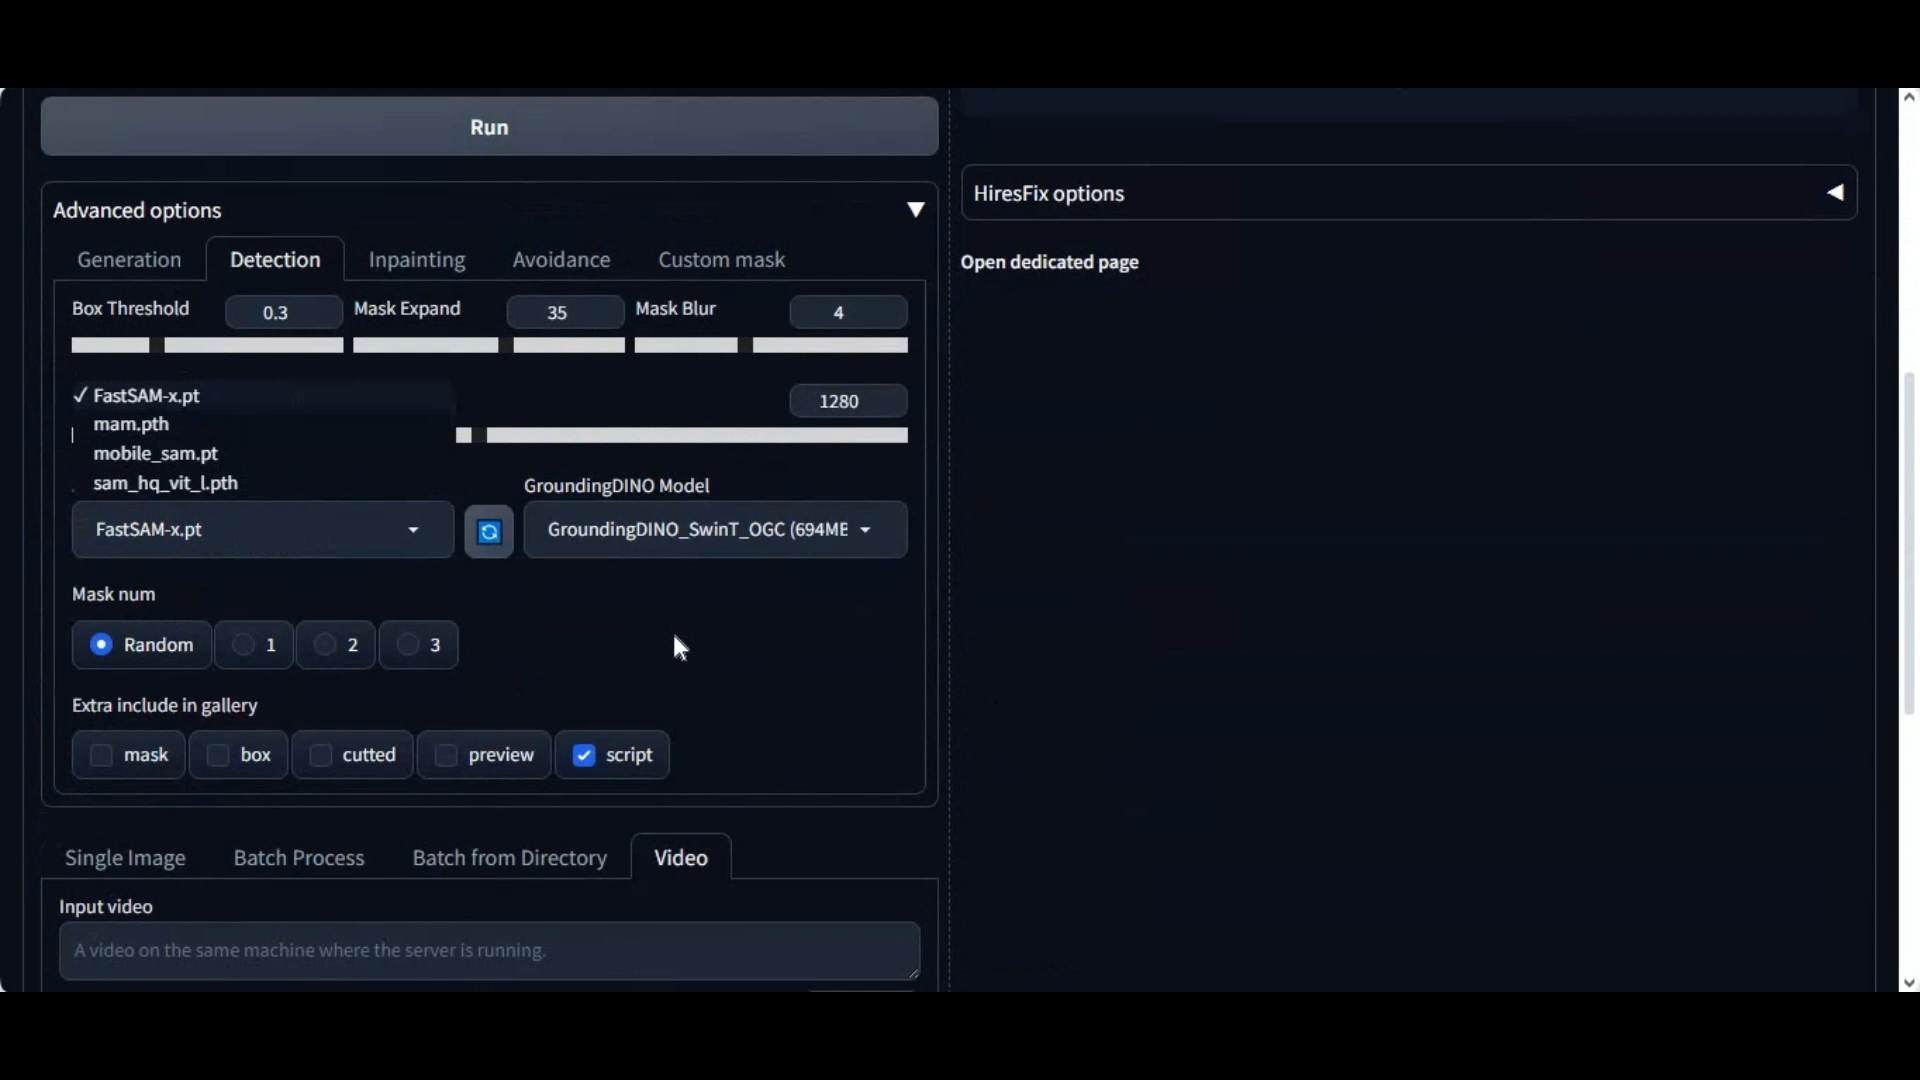 Run
Advanced options
HiresFix options
Generation Detection Inpainting Avoidance Custom mask
Open dedicated page
Box Threshold 0.3 Mask Expand 35 Mask Blur 4
✓ FastSAM-x.pt
1280
mam.pth
mobile_sam.pt
sam_hq_vit_l.pth
GroundingDINO Model
FastSAM-x.pt
GroundingDINO_SwinT_OGC (694ME
Mask num
Random 1 2 3
Extra include in gallery
mask box cutted preview script
Single Image Batch Process Batch from Directory Video
Input video
A video on the same machine where the server is running.